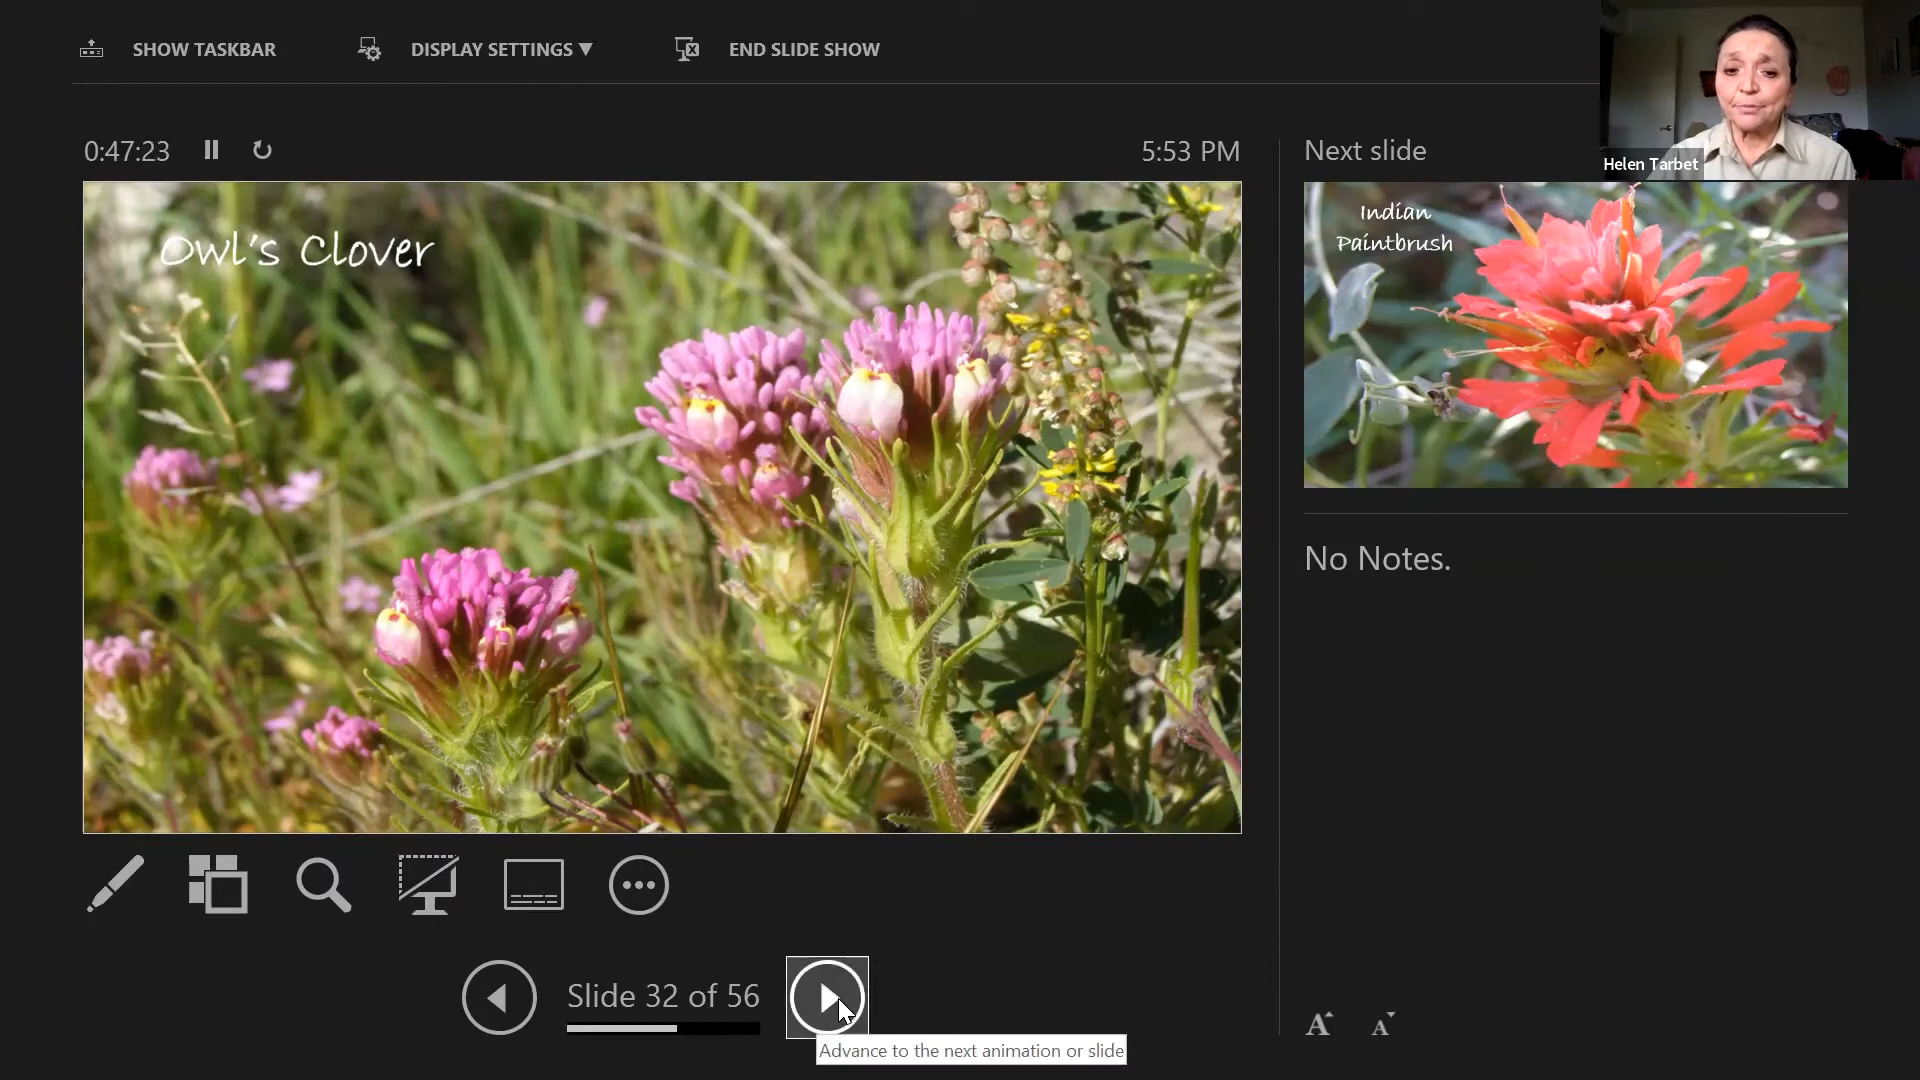 SHOW TASKBAR
DISPLAY SETTINGS ▼
END SLIDE SHOW
Helen Tarbet
0:47:23
5:53 PM
Next slide
Owl's Clover
Indian
Paintbrush
No Notes.
Slide 32 of 56
Advance to the next animation or slide
A A